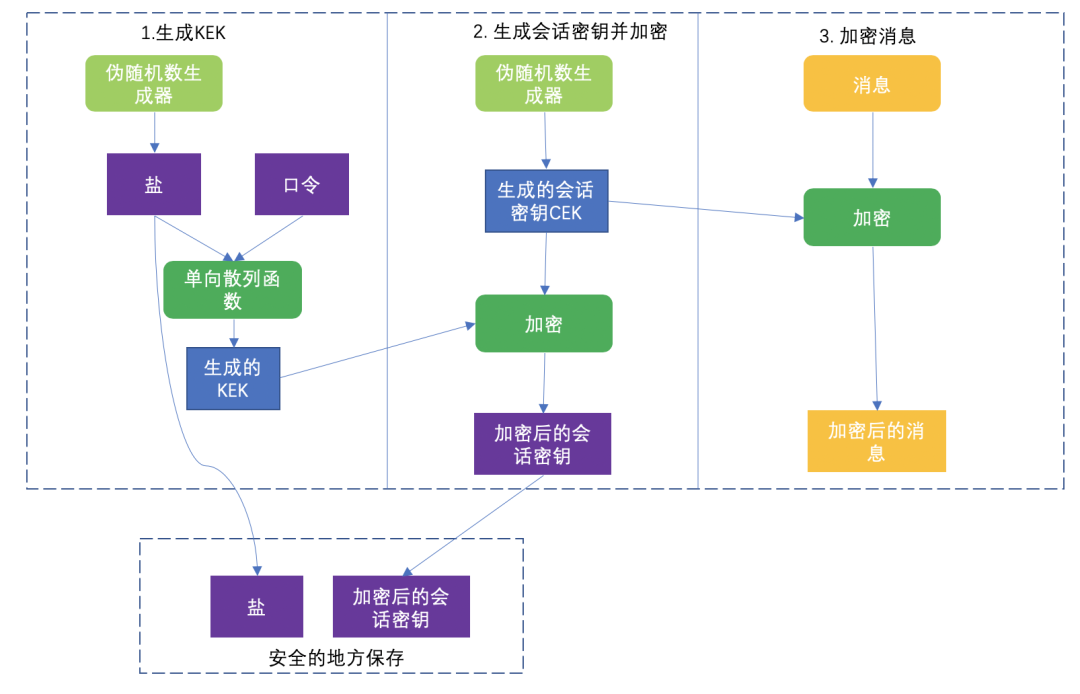 1.生成KEK
伪随机数生
成器
盐
口令
单向散列函
数
生成的
KEK
2. 生成会话密钥并加密
伪随机数生
成器
生成的会话
密钥CEK
加密
加密后的会
话密钥
3. 加密消息
消息
加密
加密后的消
息
盐
加密后的会
话密钥
安全的地方保存